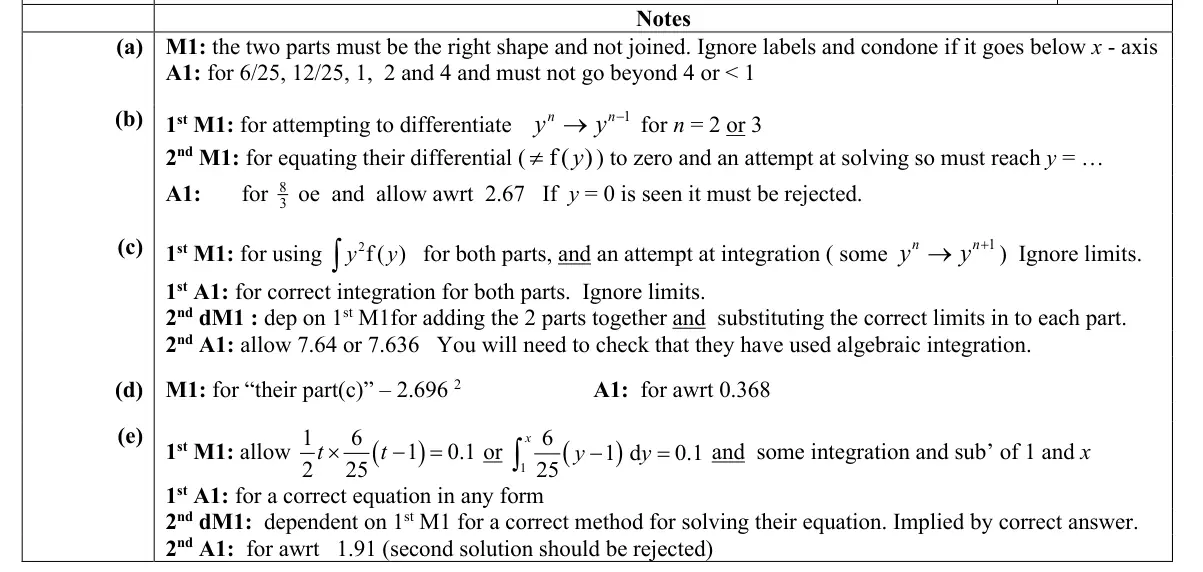 Notes
(a) M1: the two parts must be the right shape and not joined. Ignore labels and condone if it goes below x - axis
A1: for 6/25, 12/25, 1, 2 and 4 and must not go beyond 4 or < 1
(b) 1st M1: for attempting to differentiate yⁿ → yⁿ⁻¹ for n = 2 or 3
2nd M1: for equating their differential ( ≠ f(y) ) to zero and an attempt at solving so must reach y = …
A1: for 8/3 oe and allow awrt 2.67 If y = 0 is seen it must be rejected.
(c) 1st M1: for using ∫y²f(y) for both parts, and an attempt at integration ( some yⁿ → yⁿ⁺¹ ) Ignore limits.
1st A1: for correct integration for both parts. Ignore limits.
2nd dM1 : dep on 1st M1for adding the 2 parts together and substituting the correct limits in to each part.
2nd A1: allow 7.64 or 7.636 You will need to check that they have used algebraic integration.
(d) M1: for “their part(c)” – 2.696 ² A1: for awrt 0.368
(e) 1st M1: allow 1/2 t × 6/25 (t − 1) = 0.1 or ∫₁ˣ 6/25 (y − 1) dy = 0.1 and some integration and sub’ of 1 and x
1st A1: for a correct equation in any form
2nd dM1: dependent on 1st M1 for a correct method for solving their equation. Implied by correct answer.
2nd A1: for awrt 1.91 (second solution should be rejected)